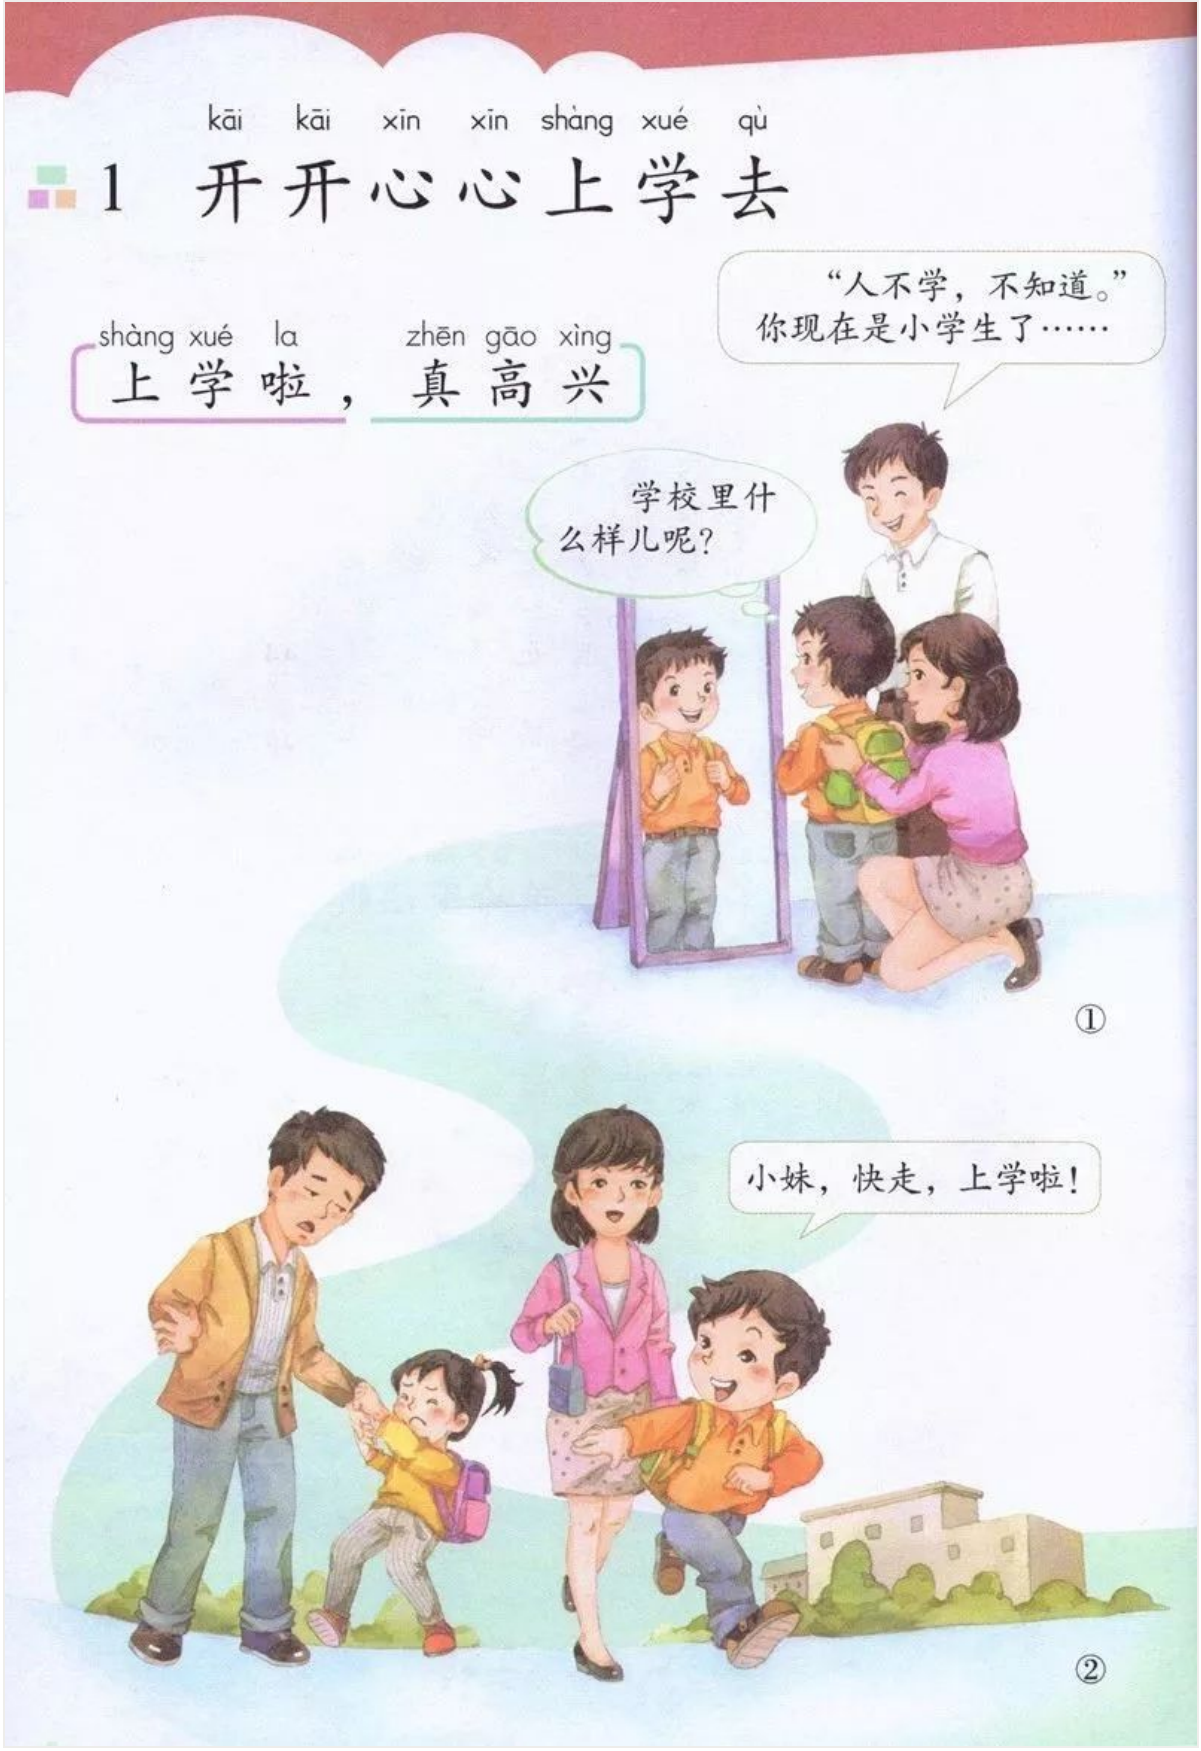 kāi kāi xīn xīn shàng xué qù
1 开开心心上学去
shàng xué la zhēn gāo xìng
上学啦，真高兴
“人不学，不知道。”
你现在是小学生了……
学校里什
么样儿呢？
①
小妹，快走，上学啦！
②